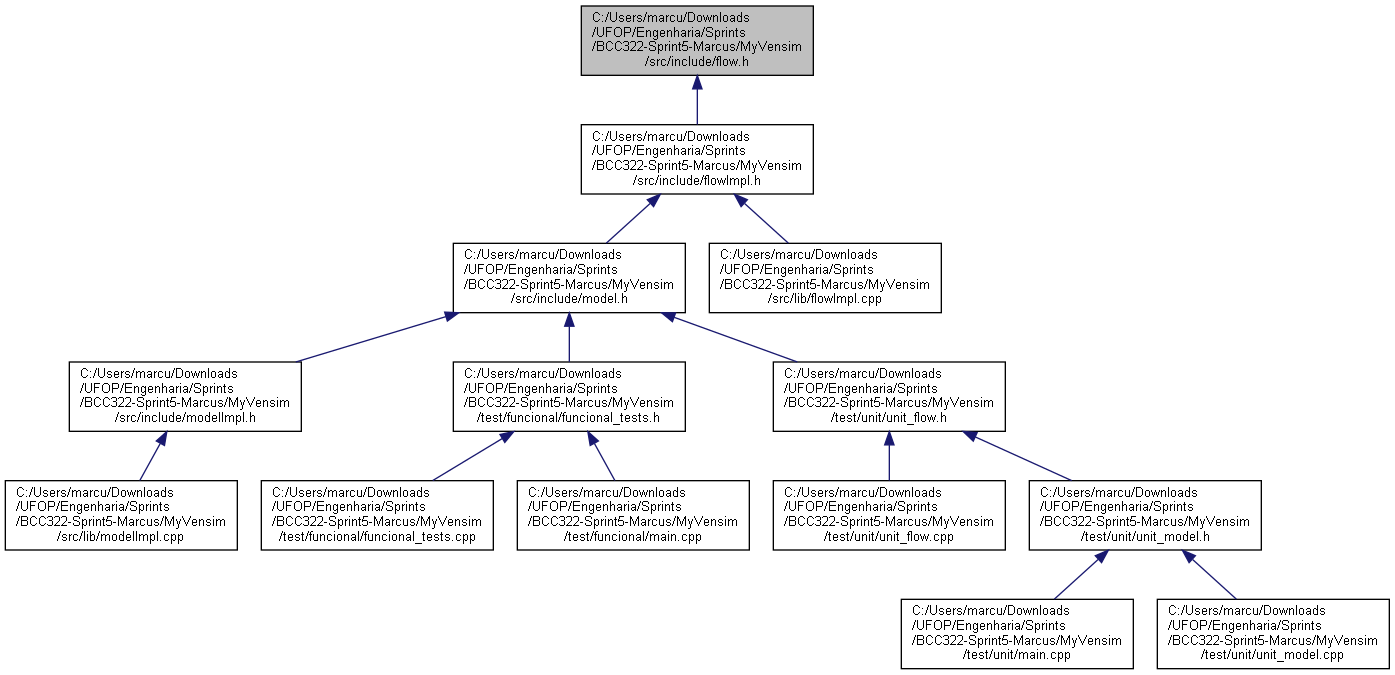 C:/Users/marcu/Downloads
/UFOP/Engenharia/Sprints
/BCC322-Sprint5-Marcus/MyVensim
/src/include/flow.h
C:/Users/marcu/Downloads
/UFOP/Engenharia/Sprints
/BCC322-Sprint5-Marcus/MyVensim
/src/include/flowImpl.h
C:/Users/marcu/Downloads
/UFOP/Engenharia/Sprints
/BCC322-Sprint5-Marcus/MyVensim
/src/include/model.h
C:/Users/marcu/Downloads
/UFOP/Engenharia/Sprints
/BCC322-Sprint5-Marcus/MyVensim
/src/lib/flowImpl.cpp
C:/Users/marcu/Downloads
/UFOP/Engenharia/Sprints
/BCC322-Sprint5-Marcus/MyVensim
/src/include/modelImpl.h
C:/Users/marcu/Downloads
/UFOP/Engenharia/Sprints
/BCC322-Sprint5-Marcus/MyVensim
/test/funcional/funcional_tests.h
C:/Users/marcu/Downloads
/UFOP/Engenharia/Sprints
/BCC322-Sprint5-Marcus/MyVensim
/test/unit/unit_flow.h
C:/Users/marcu/Downloads
/UFOP/Engenharia/Sprints
/BCC322-Sprint5-Marcus/MyVensim
/src/lib/modelImpl.cpp
C:/Users/marcu/Downloads
/UFOP/Engenharia/Sprints
/BCC322-Sprint5-Marcus/MyVensim
/test/funcional/funcional_tests.cpp
C:/Users/marcu/Downloads
/UFOP/Engenharia/Sprints
/BCC322-Sprint5-Marcus/MyVensim
/test/funcional/main.cpp
C:/Users/marcu/Downloads
/UFOP/Engenharia/Sprints
/BCC322-Sprint5-Marcus/MyVensim
/test/unit/unit_flow.cpp
C:/Users/marcu/Downloads
/UFOP/Engenharia/Sprints
/BCC322-Sprint5-Marcus/MyVensim
/test/unit/unit_model.h
C:/Users/marcu/Downloads
/UFOP/Engenharia/Sprints
/BCC322-Sprint5-Marcus/MyVensim
/test/unit/main.cpp
C:/Users/marcu/Downloads
/UFOP/Engenharia/Sprints
/BCC322-Sprint5-Marcus/MyVensim
/test/unit/unit_model.cpp